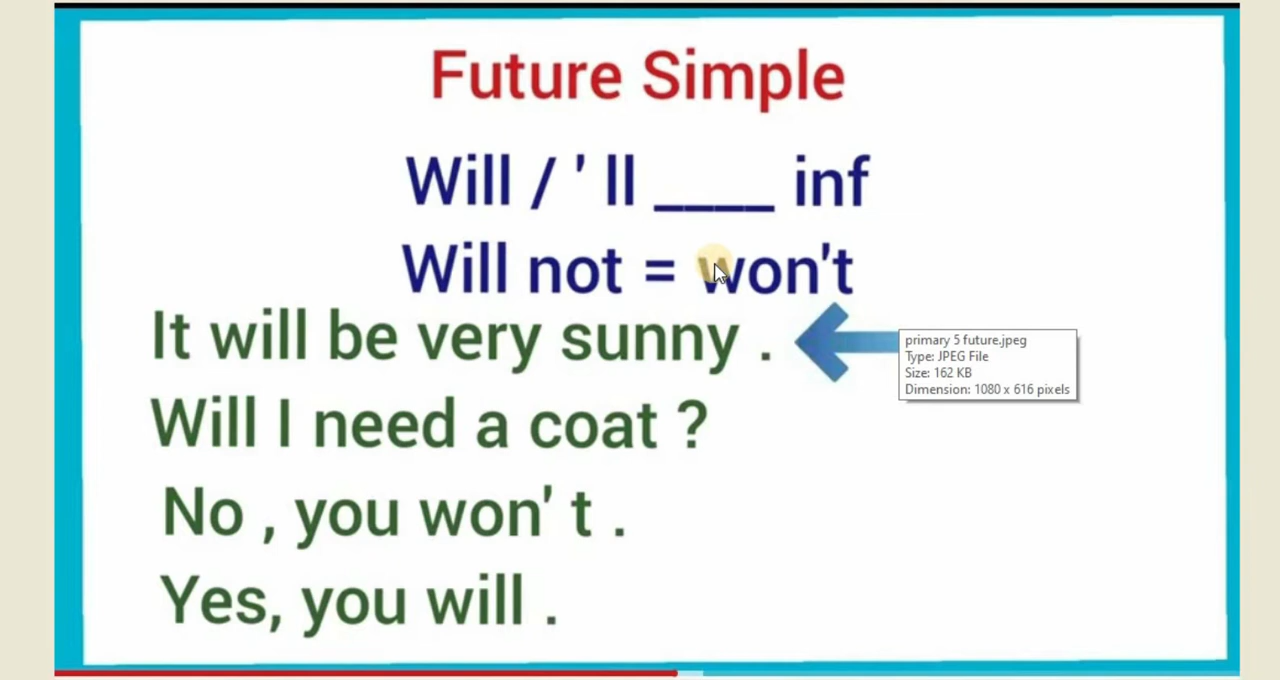 Future Simple
Will / ' ll ____ inf
Will not = won't
It will be very sunny .
primary 5 future.jpeg
Type: JPEG File
Size: 162 KB
Dimension: 1080 x 616 pixels
Will I need a coat ?
No , you won' t .
Yes, you will .